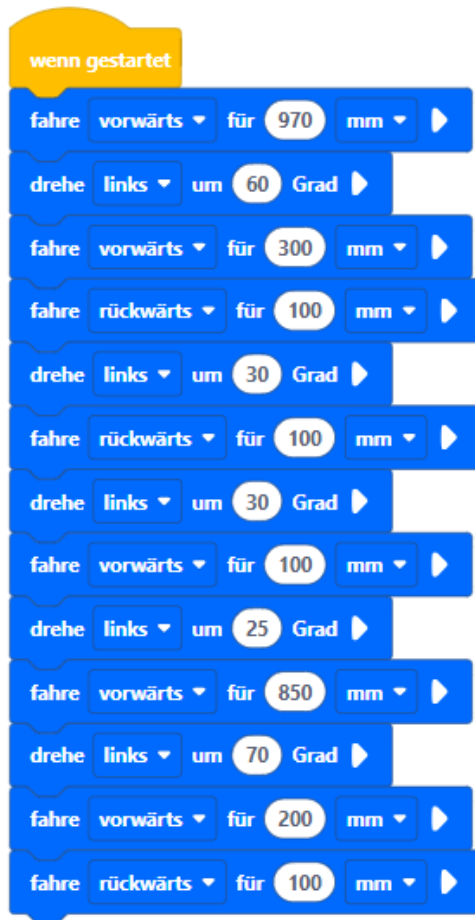 wenn gestartet
fahre vorwärts für 970 mm
drehe links um 60 Grad
fahre vorwärts für 300 mm
fahre rückwärts für 100 mm
drehe links um 30 Grad
fahre rückwärts für 100 mm
drehe links um 30 Grad
fahre vorwärts für 100 mm
drehe links um 25 Grad
fahre vorwärts für 850 mm
drehe links um 70 Grad
fahre vorwärts für 200 mm
fahre rückwärts für 100 mm